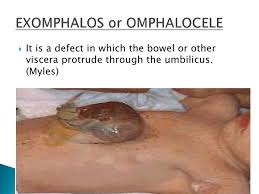 EXOMPHALOS or OMPHALOCELE
It is a defect in which the bowel or other
viscera protrude through the umbilicus.
(Myles)